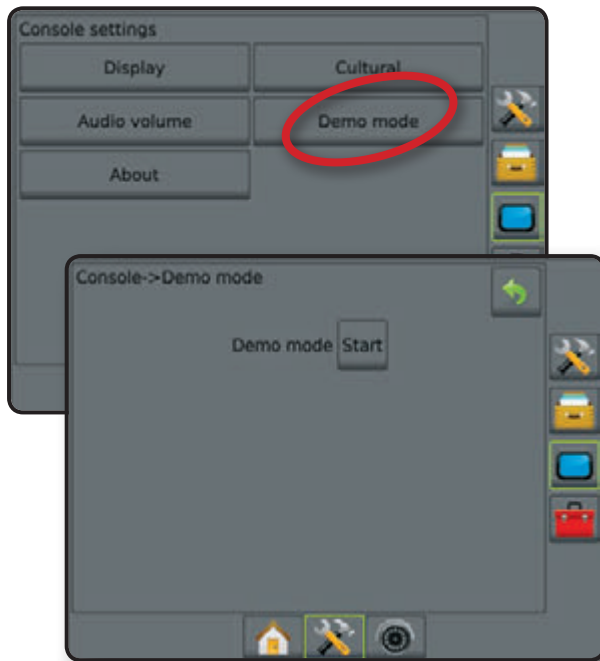 Console settings
Display
Cultural
Audio volume
Demo mode
About
Console->Demo mode
Demo mode Start